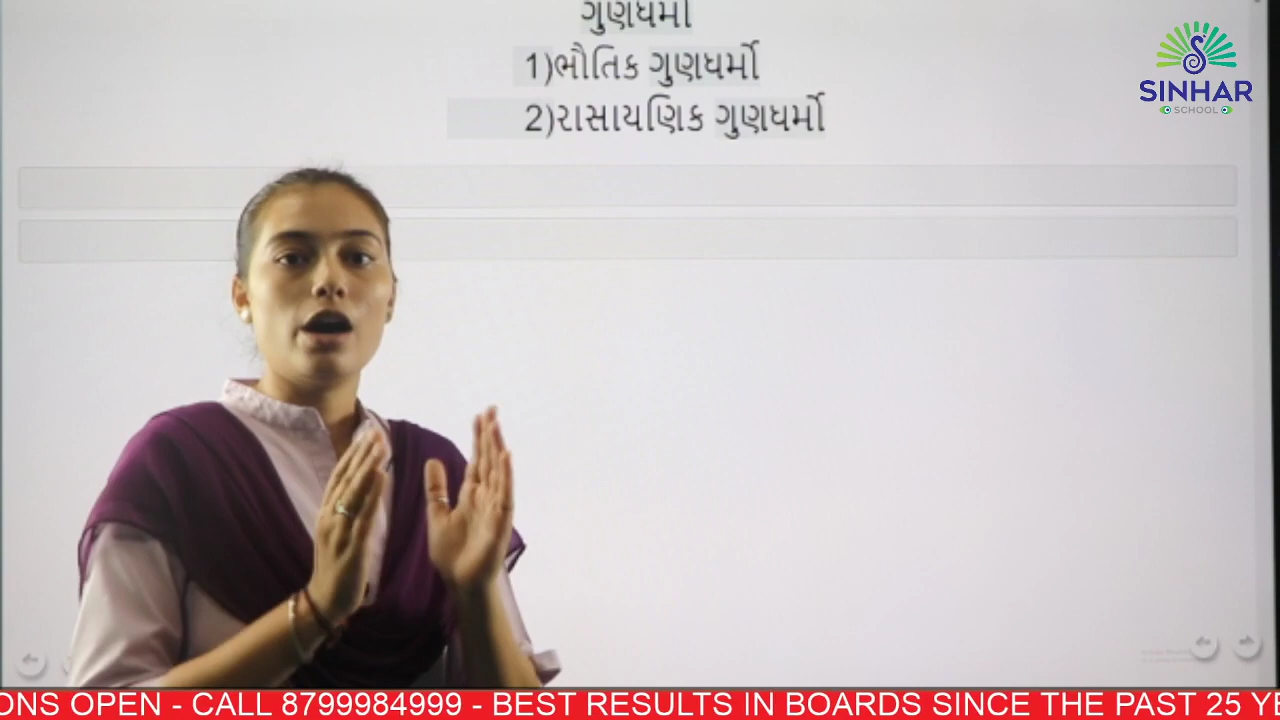 ગુણધર્મો
1)ભૌતિક ગુણધર્મો
2)રાસાયણિક ગુણધર્મો
SINHAR
SCHOOL
ONS OPEN - CALL 8799984999 - BEST RESULTS IN BOARDS SINCE THE PAST 25 YE